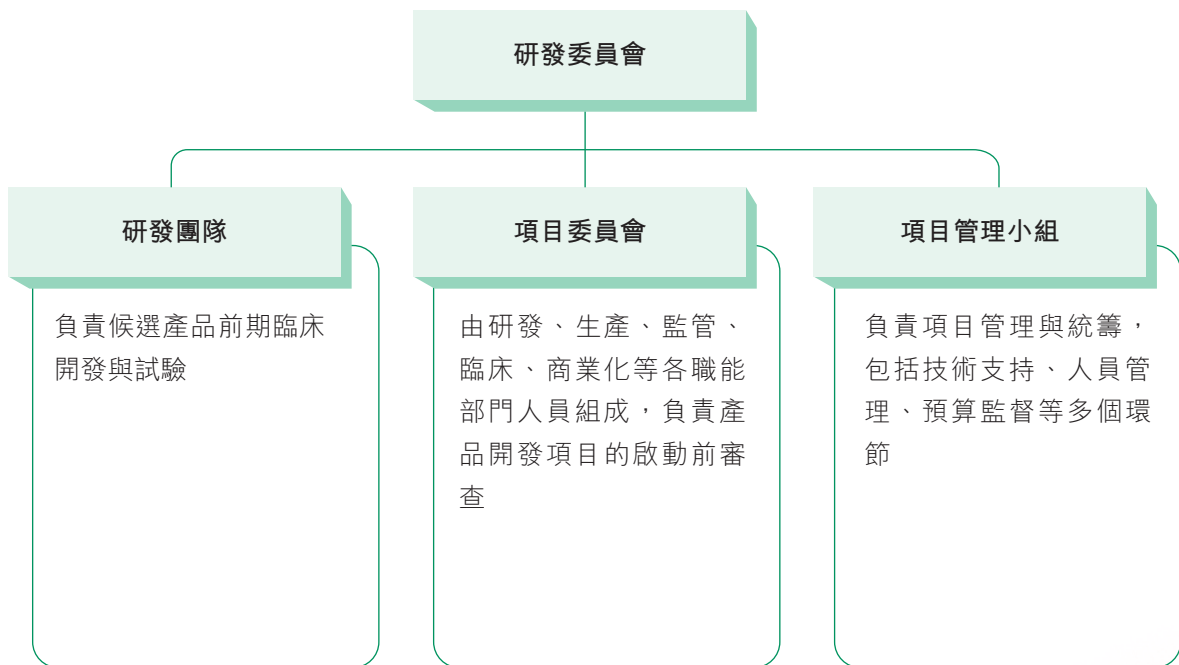 研發委員會
研發團隊
負責候選產品前期臨床
開發與試驗
項目委員會
由研發、生產、監管、
臨床、商業化等各職能
部門人員組成，負責產
品開發項目的啟動前審
查
項目管理小組
負責項目管理與統籌，
包括技術支持、人員管
理、預算監督等多個環
節